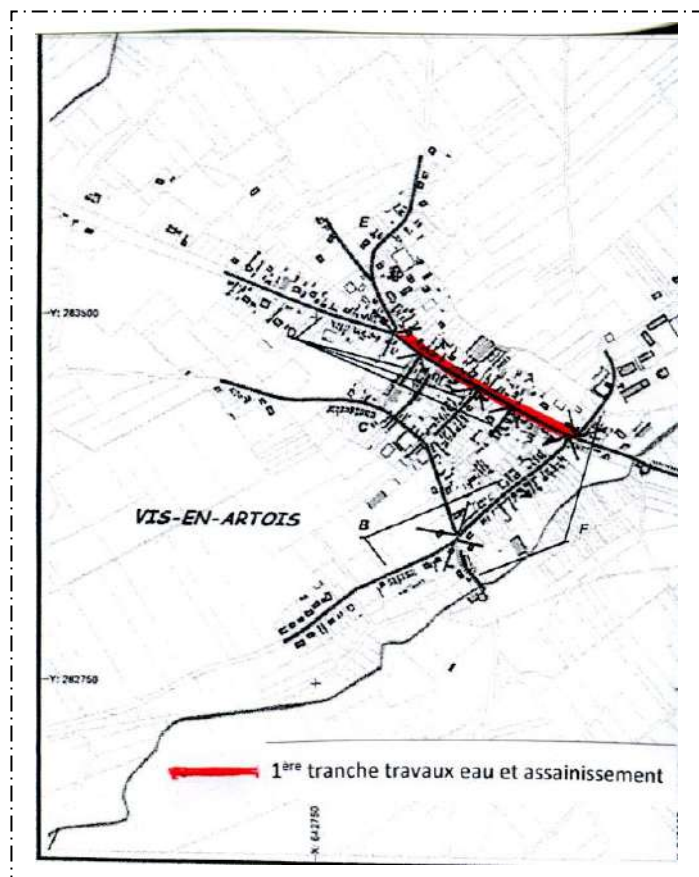 E
Y: 283500
C
VIS-EN-ARTOIS
B
F
Y: 282750
1ère tranche travaux eau et assainissement
X: 642750